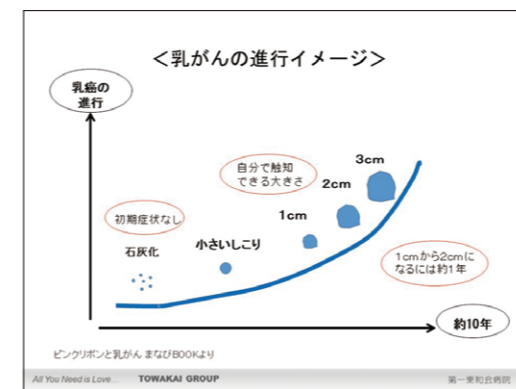 ＜乳がんの進行イメージ＞
乳癌の
進行
3cm
自分で触知
できる大きさ
2cm
1cm
初期症状なし
石灰化
小さいしこり
1cmから2cmに
なるには約1年
約10年
ピンクリボンと乳がん まなびBOOKより
All You Need is Love...
TOWAKAI GROUP
第一東和会病院